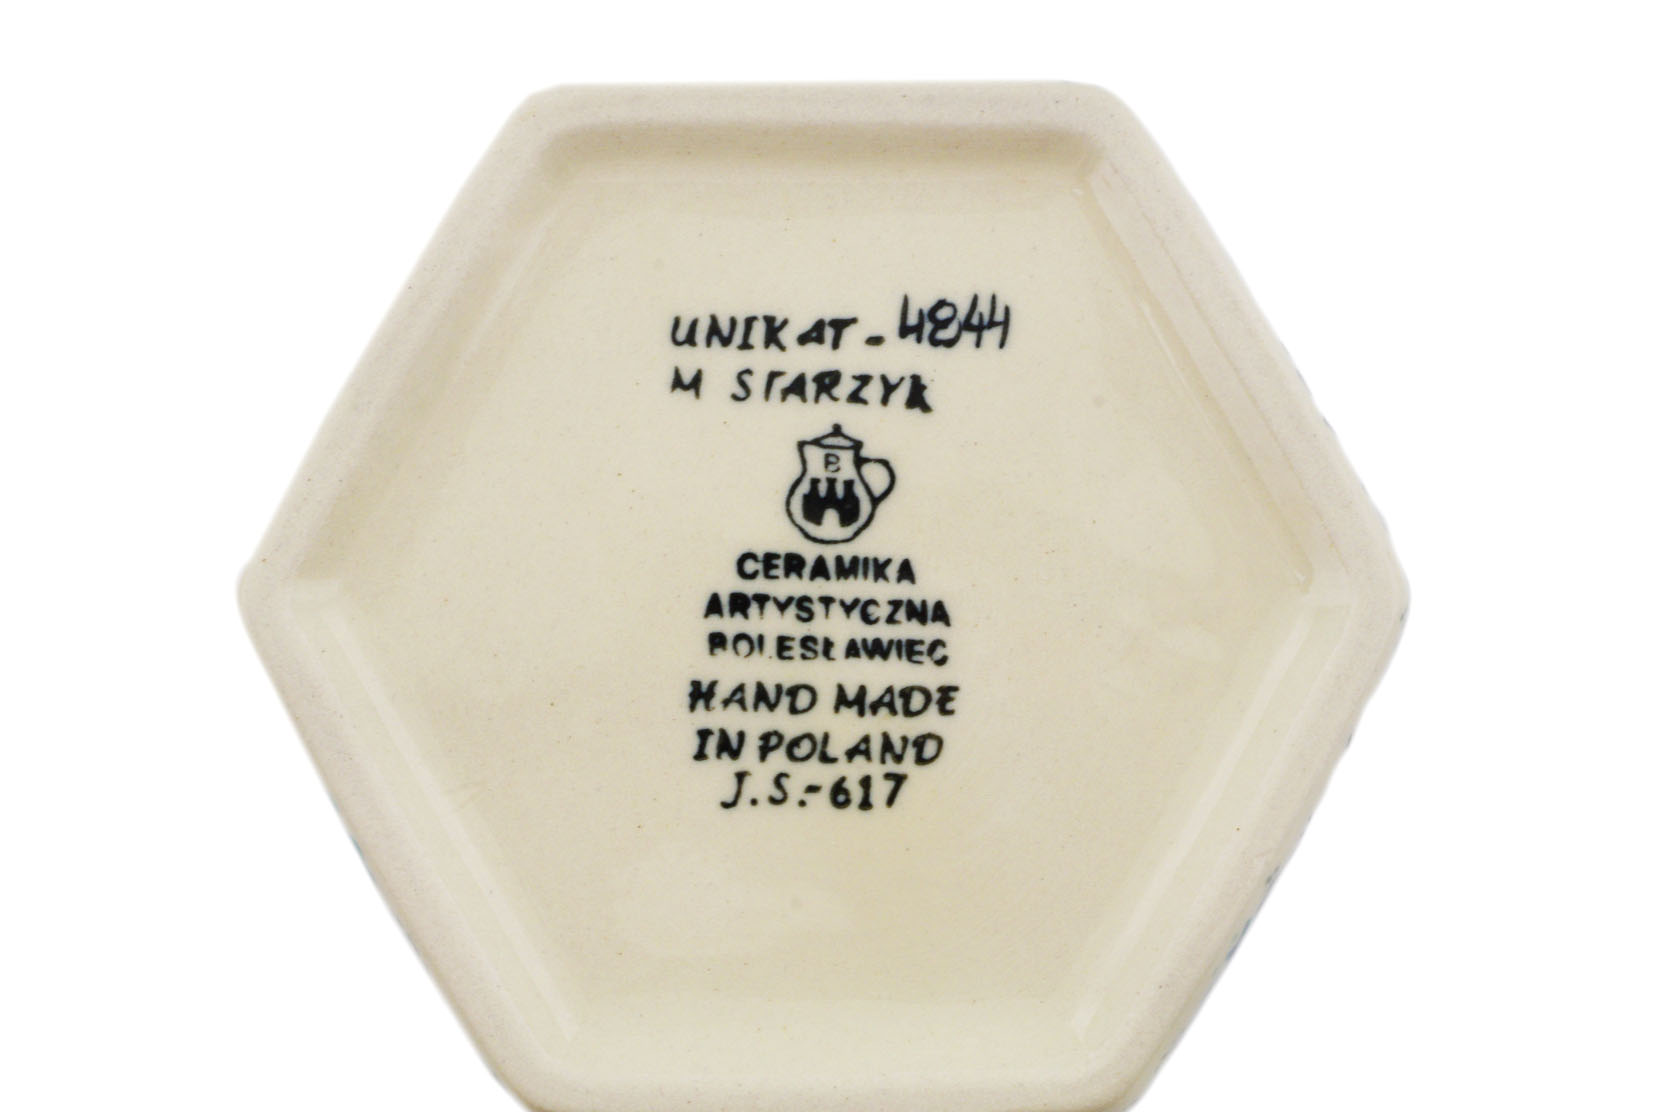 UNIKAT - 4844
M STARZYK
B
CERAMIKA
ARTYSTYCZNA
BOLESŁAWIEC
HAND MADE
IN POLAND
J.S.-617